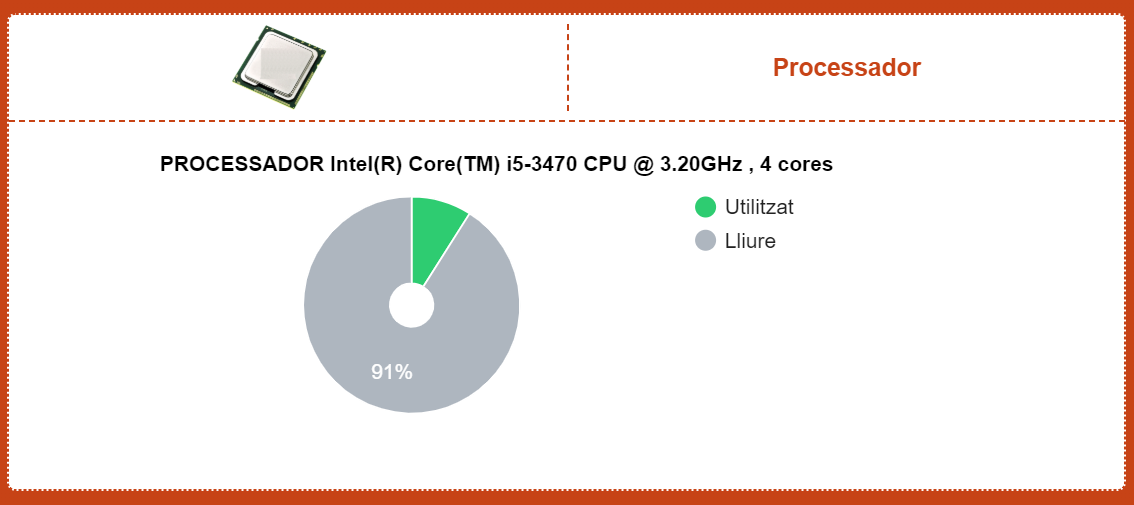 Processador
PROCESSADOR Intel(R) Core(TM) i5-3470 CPU @ 3.20GHz , 4 cores
Utilitzat
Lliure
91%